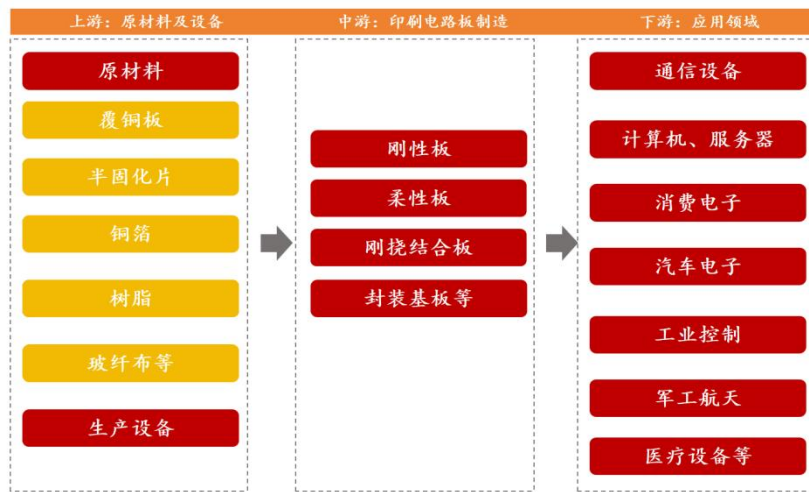 上游：原材料及设备
原材料
覆铜板
半固化片
铜箔
树脂
玻纤布等
生产设备
中游：印刷电路板制造
刚性板
柔性板
刚挠结合板
封装基板等
下游：应用领域
通信设备
计算机、服务器
消费电子
汽车电子
工业控制
军工航天
医疗设备等